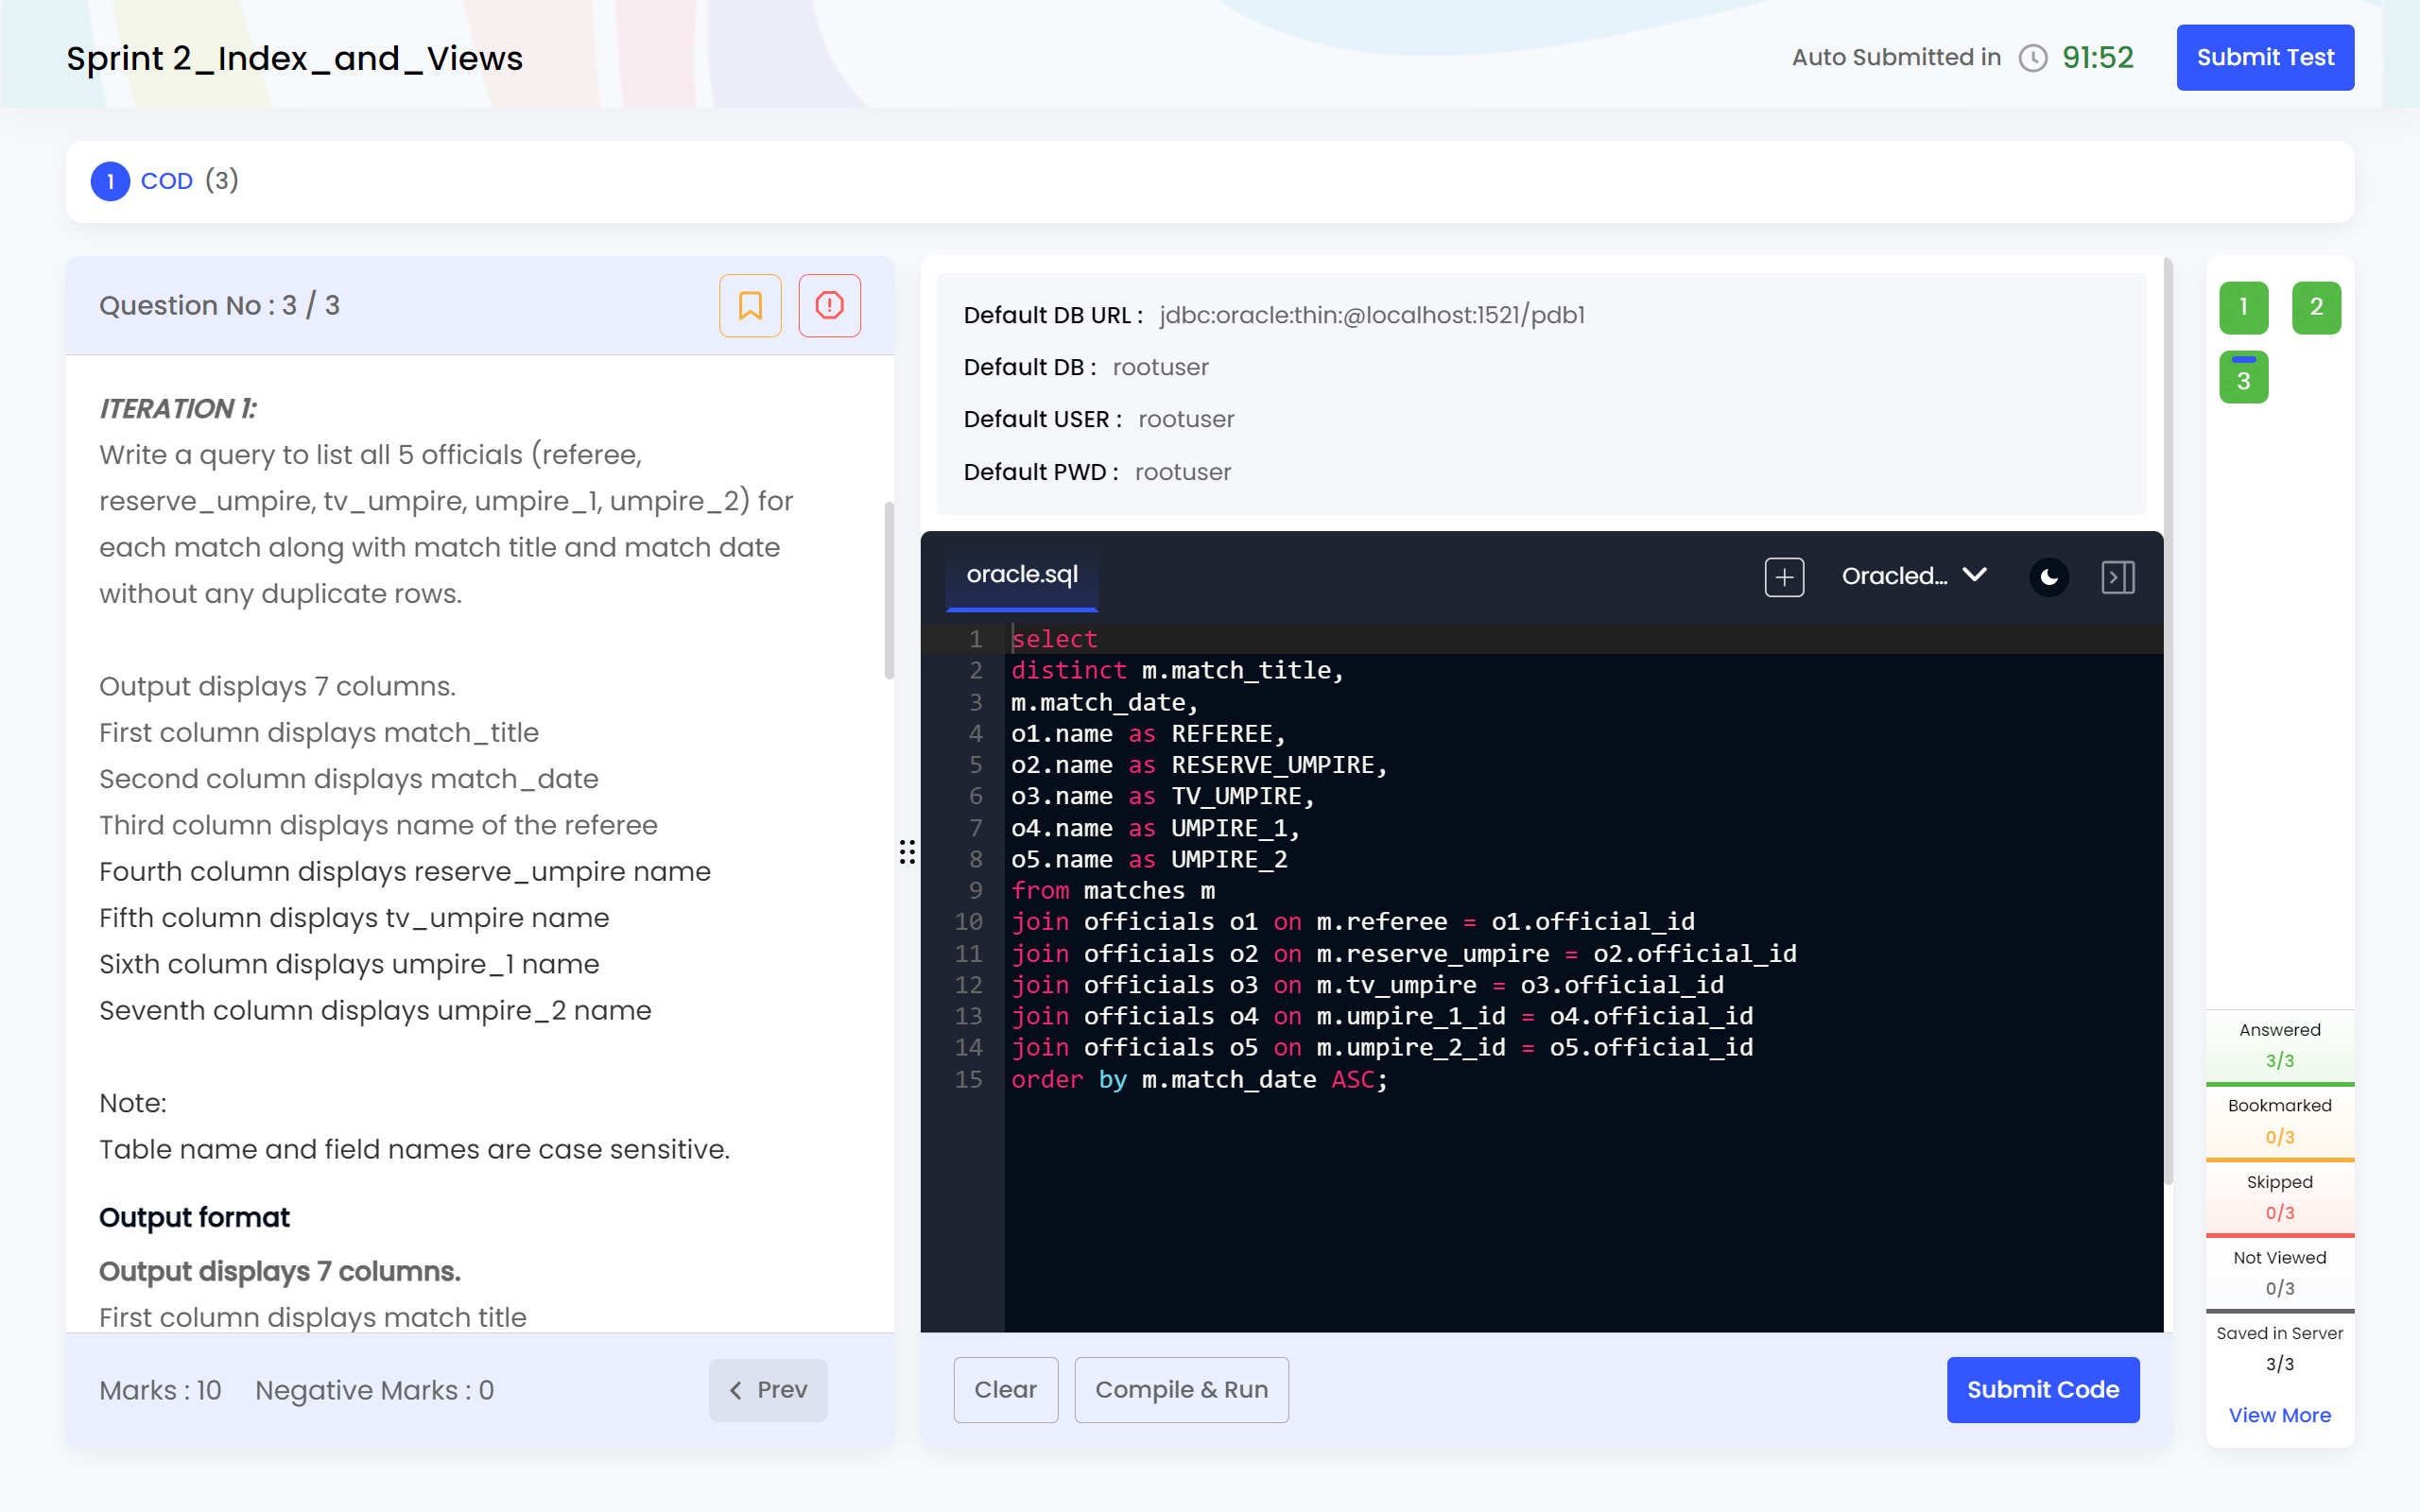 Sprint 2_Index_and_Views
Auto Submitted in 91:52
Submit Test
1 COD (3)
Question No : 3 / 3
ITERATION 1:
Write a query to list all 5 officials (referee,
reserve_umpire, tv_umpire, umpire_1, umpire_2) for
each match along with match title and match date
without any duplicate rows.
Output displays 7 columns.
First column displays match_title
Second column displays match_date
Third column displays name of the referee
Fourth column displays reserve_umpire name
Fifth column displays tv_umpire name
Sixth column displays umpire_1 name
Seventh column displays umpire_2 name
Note:
Table name and field names are case sensitive.
Output format
Output displays 7 columns.
First column displays match title
Marks : 10 Negative Marks : 0
Prev
Default DB URL : jdbc:oracle:thin:@localhost:1521/pdb1
Default DB : rootuser
Default USER : rootuser
Default PWD : rootuser
oracle.sql
Oracled...
1 select
2 distinct m.match_title,
3 m.match_date,
4 o1.name as REFEREE,
5 o2.name as RESERVE_UMPIRE,
6 o3.name as TV_UMPIRE,
7 o4.name as UMPIRE_1,
8 o5.name as UMPIRE_2
9 from matches m
10 join officials o1 on m.referee = o1.official_id
11 join officials o2 on m.reserve_umpire = o2.official_id
12 join officials o3 on m.tv_umpire = o3.official_id
13 join officials o4 on m.umpire_1_id = o4.official_id
14 join officials o5 on m.umpire_2_id = o5.official_id
15 order by m.match_date ASC;
Clear
Compile & Run
Submit Code
1 2
3
Answered
3/3
Bookmarked
0/3
Skipped
0/3
Not Viewed
0/3
Saved in Server
3/3
View More